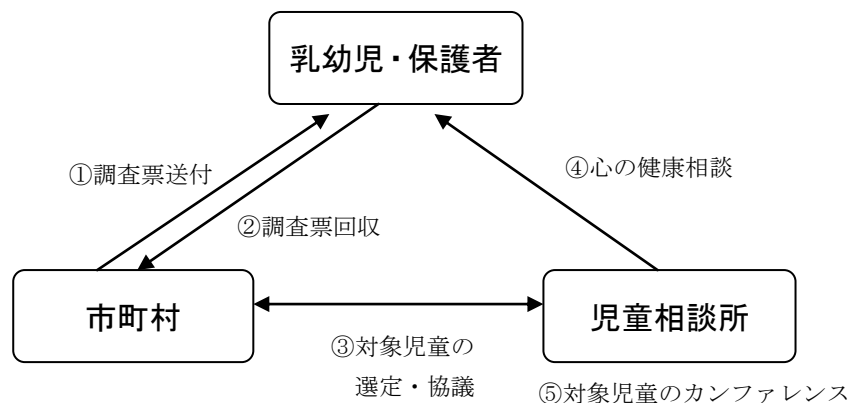 乳幼児・保護者
①調査票送付
④心の健康相談
②調査票回収
市町村
児童相談所
③対象児童の
選定・協議
⑤対象児童のカンファレンス